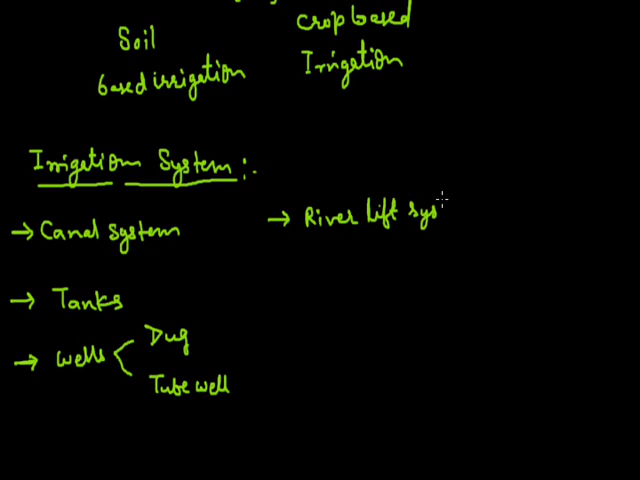 crop based
Soil
Irrigation
based irrigation
Irrigation System:-
→ Canal system
→ River lift sys
→ Tanks
→ Wells
Dug
Tube well